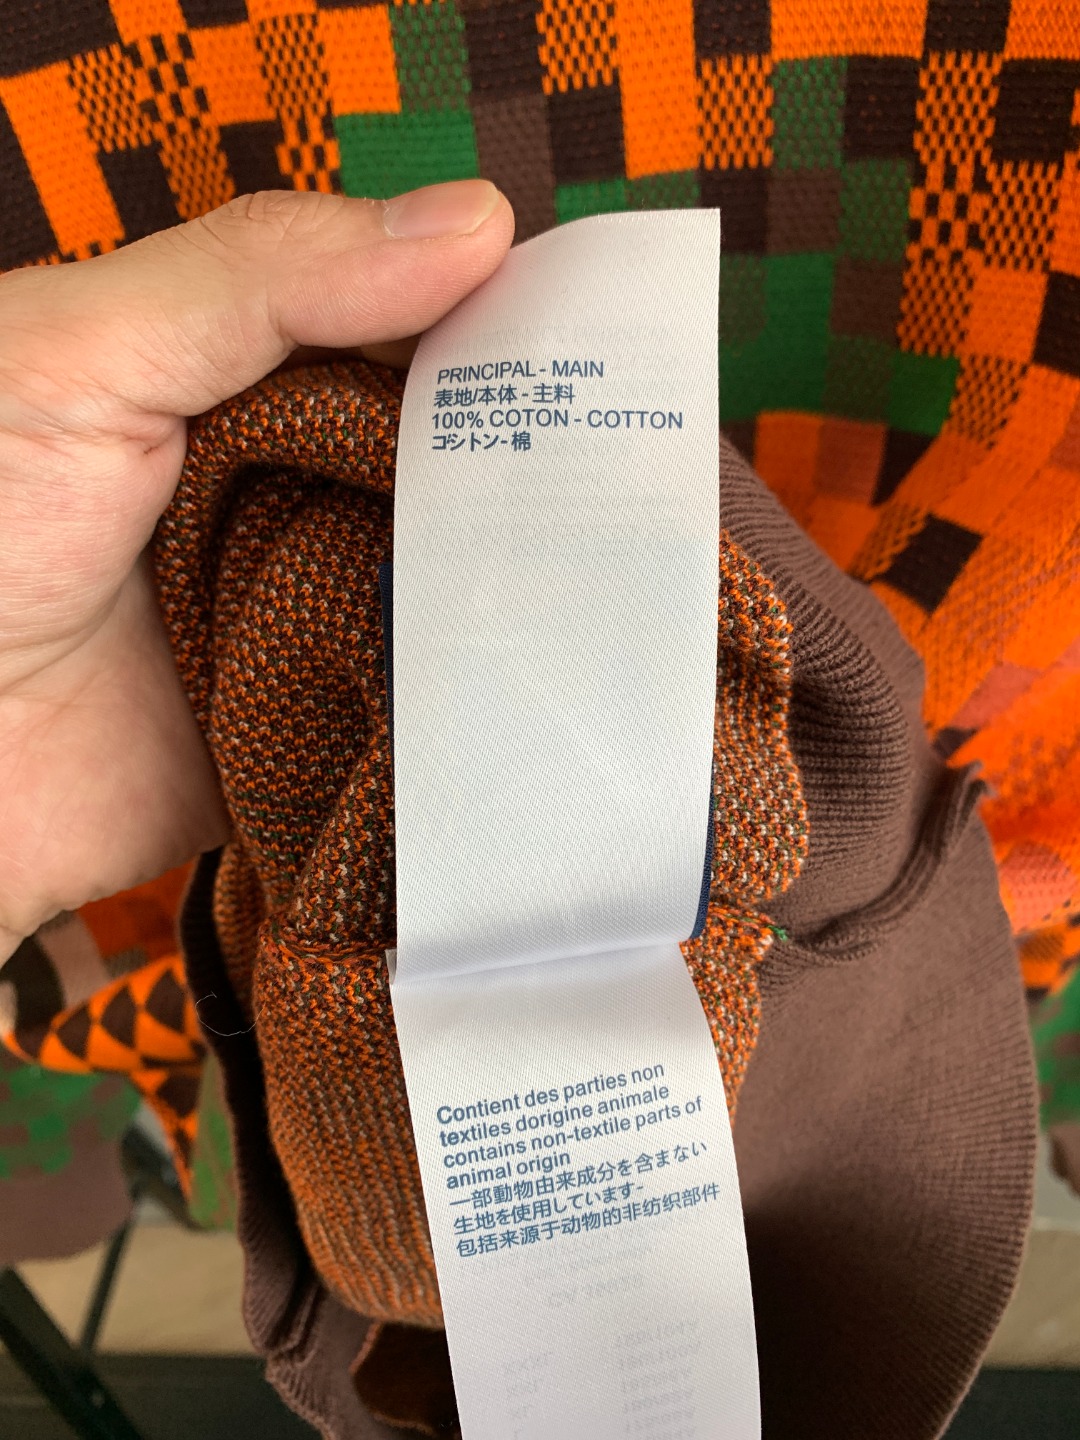 PRINCIPAL - MAIN
表地/本体 - 主料
100% COTON - COTTON
コシトン- 棉
Contient des parties non
textiles dorigine animale
contains non-textile parts of
animal origin
一部動物由来成分を含まない
生地を使用しています-
包括来源于动物的非纺织部件